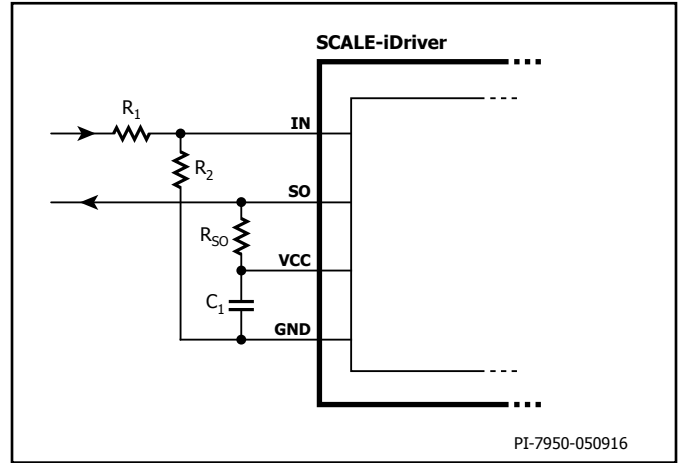 SCALE-iDriver
R1
IN
R2
SO
RSO
VCC
C1
GND
PI-7950-050916